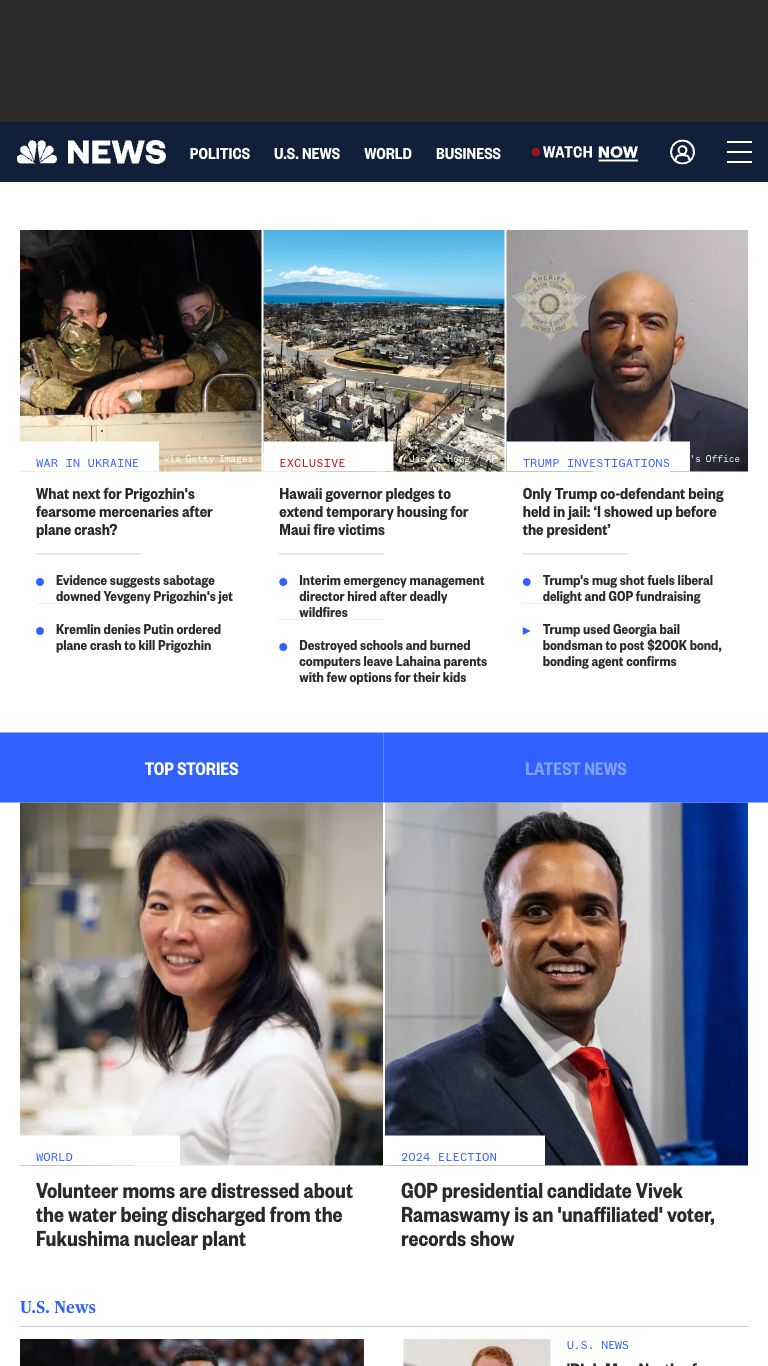 NEWS
POLITICS
U.S. NEWS
WORLD
BUSINESS
WATCH NOW
SHERIFF
FULTON COUNTY
SHERIFF'S OFFICE
PATRICK LABAT
via Getty Images
's Office
WAR IN UKRAINE
What next for Prigozhin's
fearsome mercenaries after
plane crash?
Evidence suggests sabotage
downed Yevgeny Prigozhin's jet
Kremlin denies Putin ordered
plane crash to kill Prigozhin
EXCLUSIVE
Hawaii governor pledges to
extend temporary housing for
Maui fire victims
Interim emergency management
director hired after deadly
wildfires
Destroyed schools and burned
computers leave Lahaina parents
with few options for their kids
TRUMP INVESTIGATIONS
Only Trump co-defendant being
held in jail: ‘I showed up before
the president’
Trump's mug shot fuels liberal
delight and GOP fundraising
Trump used Georgia bail
bondsman to post $200K bond,
bonding agent confirms
TOP STORIES
LATEST NEWS
WORLD
Volunteer moms are distressed about
the water being discharged from the
Fukushima nuclear plant
2024 ELECTION
GOP presidential candidate Vivek
Ramaswamy is an 'unaffiliated' voter,
records show
U.S. News
U.S. NEWS